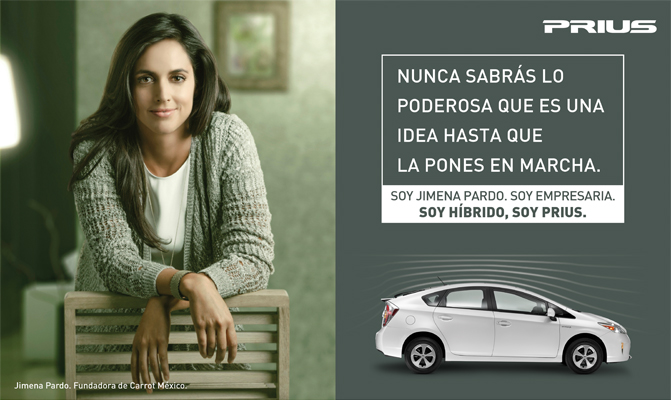 PRIUS
NUNCA SABRÁS LO
PODEROSA QUE ES UNA
IDEA HASTA QUE
LA PONES EN MARCHA.
SOY JIMENA PARDO. SOY EMPRESARIA.
SOY HÍBRIDO, SOY PRIUS.
Jimena Pardo. Fundadora de Carrot México.